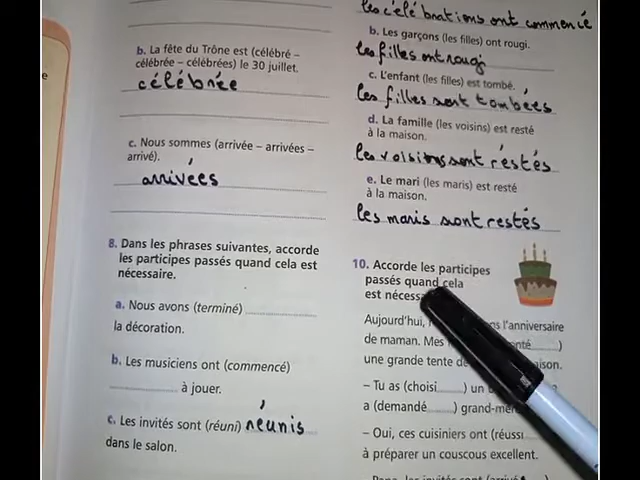 b. La fête du Trône est (célébré –
célébrée – célébrées) le 30 juillet.
célébrée
c. Nous sommes (arrivée – arrivées –
arrivé).
arrivées
8. Dans les phrases suivantes, accorde
les participes passés quand cela est
nécessaire.
a. Nous avons (terminé)
la décoration.
b. Les musiciens ont (commencé)
à jouer.
c. Les invités sont (réuni) réunis
dans le salon.
les célébrations ont commencé
b. Les garçons (les filles) ont rougi.
les filles ont rougi
c. L'enfant (les filles) est tombé.
les filles sont tombées
d. La famille (les voisins) est resté
à la maison.
les voisins sont réstés
e. Le mari (les maris) est resté
à la maison.
les maris sont restés
10. Accorde les participes
passés quand cela
est
Aujourd'hui, l'anniversaire
de maman. Mes
une grande tente
– Tu as (choisi ) un
a (demandé )
– Oui, ces cuisiniers ont (réussi
à préparer un couscous excellent.